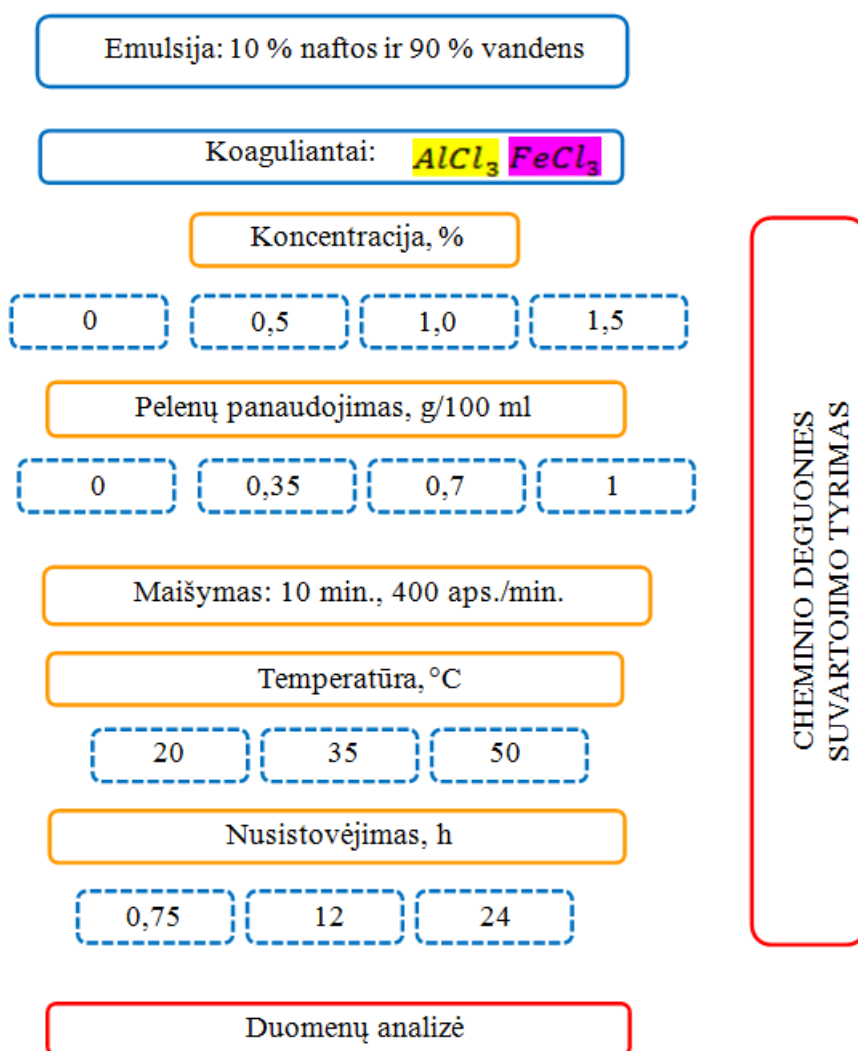 Emulsija: 10 % naftos ir 90 % vandens
Koaguliantai: AlCl₃ FeCl₃
Koncentracija, %
0 0,5 1,0 1,5
Pelenų panaudojimas, g/100 ml
0 0,35 0,7 1
Maišymas: 10 min., 400 aps./min.
Temperatūra, °C
20 35 50
Nusistovėjimas, h
0,75 12 24
Duomenų analizė
CHEMINIO DEGUONIES
SUVARTOJIMO TYRIMAS